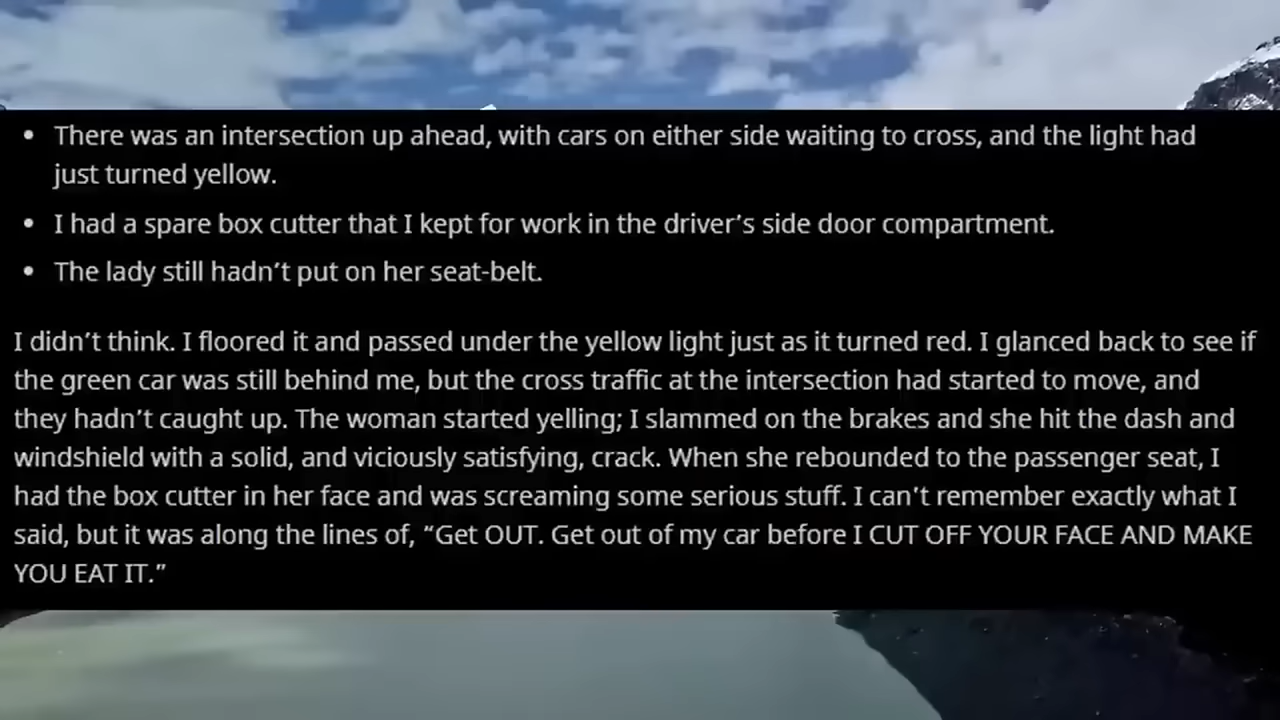 • There was an intersection up ahead, with cars on either side waiting to cross, and the light had
just turned yellow.
• I had a spare box cutter that I kept for work in the driver’s side door compartment.
• The lady still hadn’t put on her seat-belt.
I didn’t think. I floored it and passed under the yellow light just as it turned red. I glanced back to see if
the green car was still behind me, but the cross traffic at the intersection had started to move, and
they hadn’t caught up. The woman started yelling; I slammed on the brakes and she hit the dash and
windshield with a solid, and viciously satisfying, crack. When she rebounded to the passenger seat, I
had the box cutter in her face and was screaming some serious stuff. I can’t remember exactly what I
said, but it was along the lines of, “Get OUT. Get out of my car before I CUT OFF YOUR FACE AND MAKE
YOU EAT IT.”